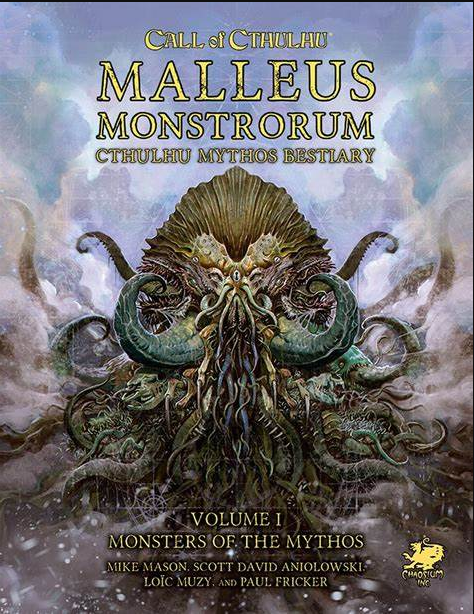 CALL of CTHULHU
MALLEUS
MONSTRORUM
CTHULHU MYTHOS BESTIARY
VOLUME I
MONSTERS OF THE MYTHOS
MIKE MASON, SCOTT DAVID ANIOLOWSKI,
LOÏC MUZY, AND PAUL FRICKER
CHAOSIUM
INC.